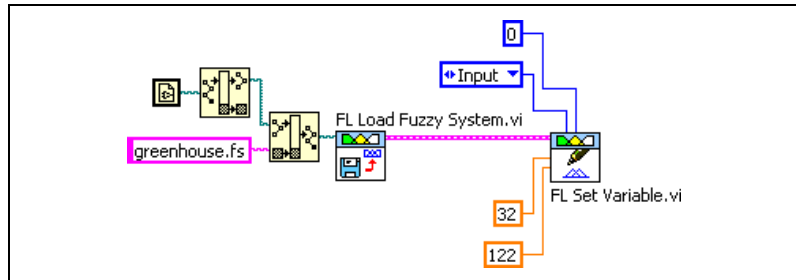 0
Input
FL Load Fuzzy System.vi
greenhouse.fs
FL Set Variable.vi
32
122